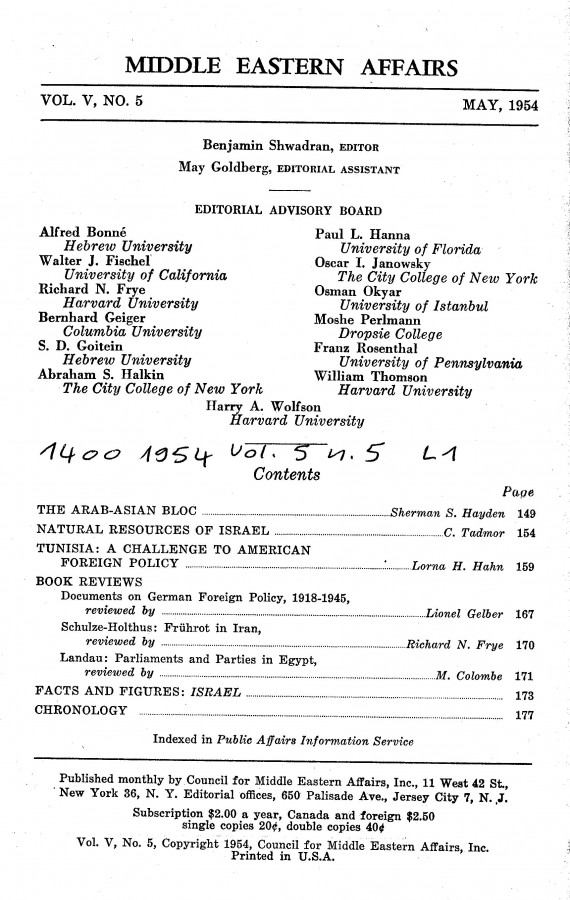 MIDDLE EASTERN AFFAIRS
VOL. V, NO. 5 MAY, 1954
Benjamin Shwadran, EDITOR
May Goldberg, EDITORIAL ASSISTANT
EDITORIAL ADVISORY BOARD
Alfred Bonné
Hebrew University
Walter J. Fischel
University of California
Richard N. Frye
Harvard University
Bernhard Geiger
Columbia University
S. D. Goitein
Hebrew University
Abraham S. Halkin
The City College of New York
Paul L. Hanna
University of Florida
Oscar I. Janowsky
The City College of New York
Osman Okyar
University of Istanbul
Moshe Perlmann
Dropsie College
Franz Rosenthal
University of Pennsylvania
William Thomson
Harvard University
Harry A. Wolfson
Harvard University
1400 1954 Vol. 5 n. 5 L1
Contents
Page
THE ARAB-ASIAN BLOC Sherman S. Hayden 149
NATURAL RESOURCES OF ISRAEL C. Tadmor 154
TUNISIA: A CHALLENGE TO AMERICAN
FOREIGN POLICY Lorna H. Hahn 159
BOOK REVIEWS
Documents on German Foreign Policy, 1918-1945,
reviewed by Lionel Gelber 167
Schulze-Holthus: Frührot in Iran,
reviewed by Richard N. Frye 170
Landau: Parliaments and Parties in Egypt,
reviewed by M. Colombe 171
FACTS AND FIGURES: ISRAEL 173
CHRONOLOGY 177
Indexed in Public Affairs Information Service
Published monthly by Council for Middle Eastern Affairs, Inc., 11 West 42 St.,
New York 36, N. Y. Editorial offices, 650 Palisade Ave., Jersey City 7, N. J.
Subscription $2.00 a year, Canada and foreign $2.50
single copies 20¢, double copies 40¢
Vol. V, No. 5, Copyright 1954, Council for Middle Eastern Affairs, Inc.
Printed in U.S.A.